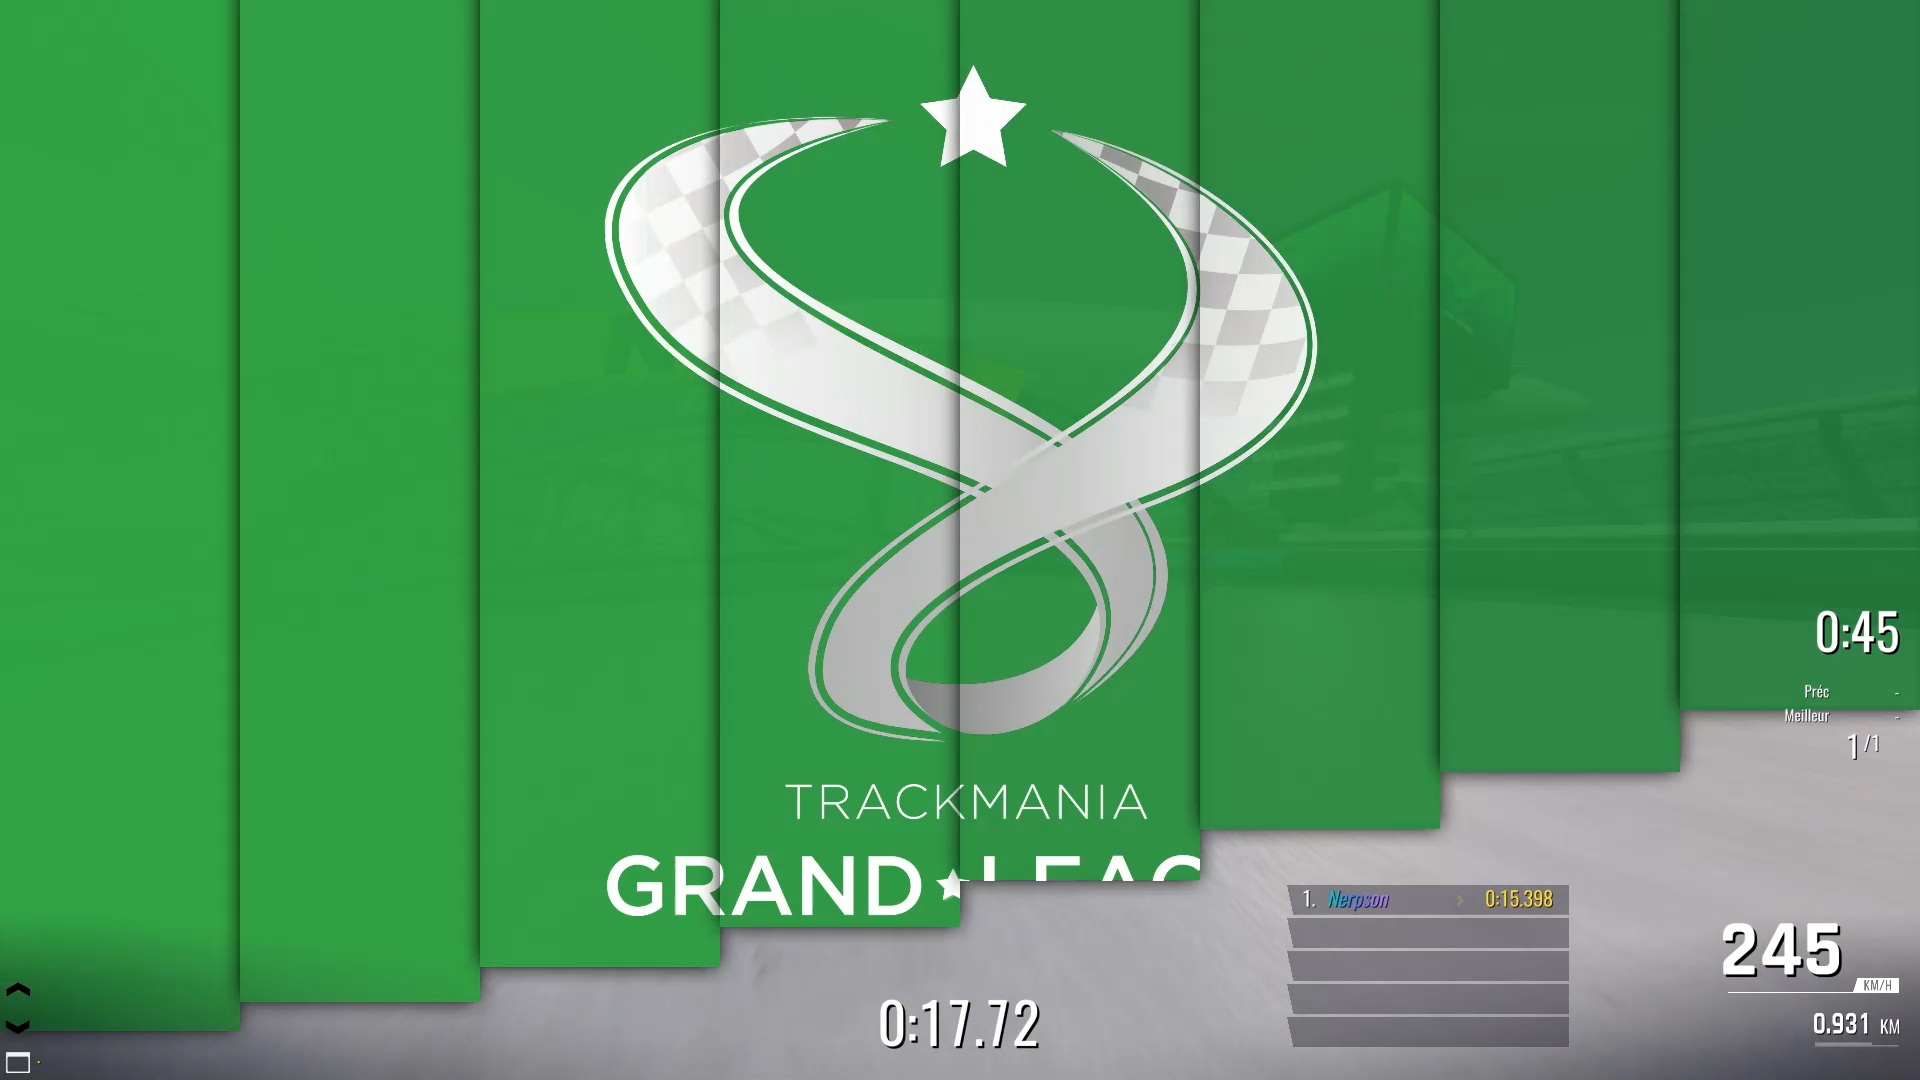 TRACKMANIA
GRAND LEAG
0:45
Préc -
Meilleur -
1/1
1. Nerpson 0:15.398
245
KM/H
0:17.72
0.931 KM